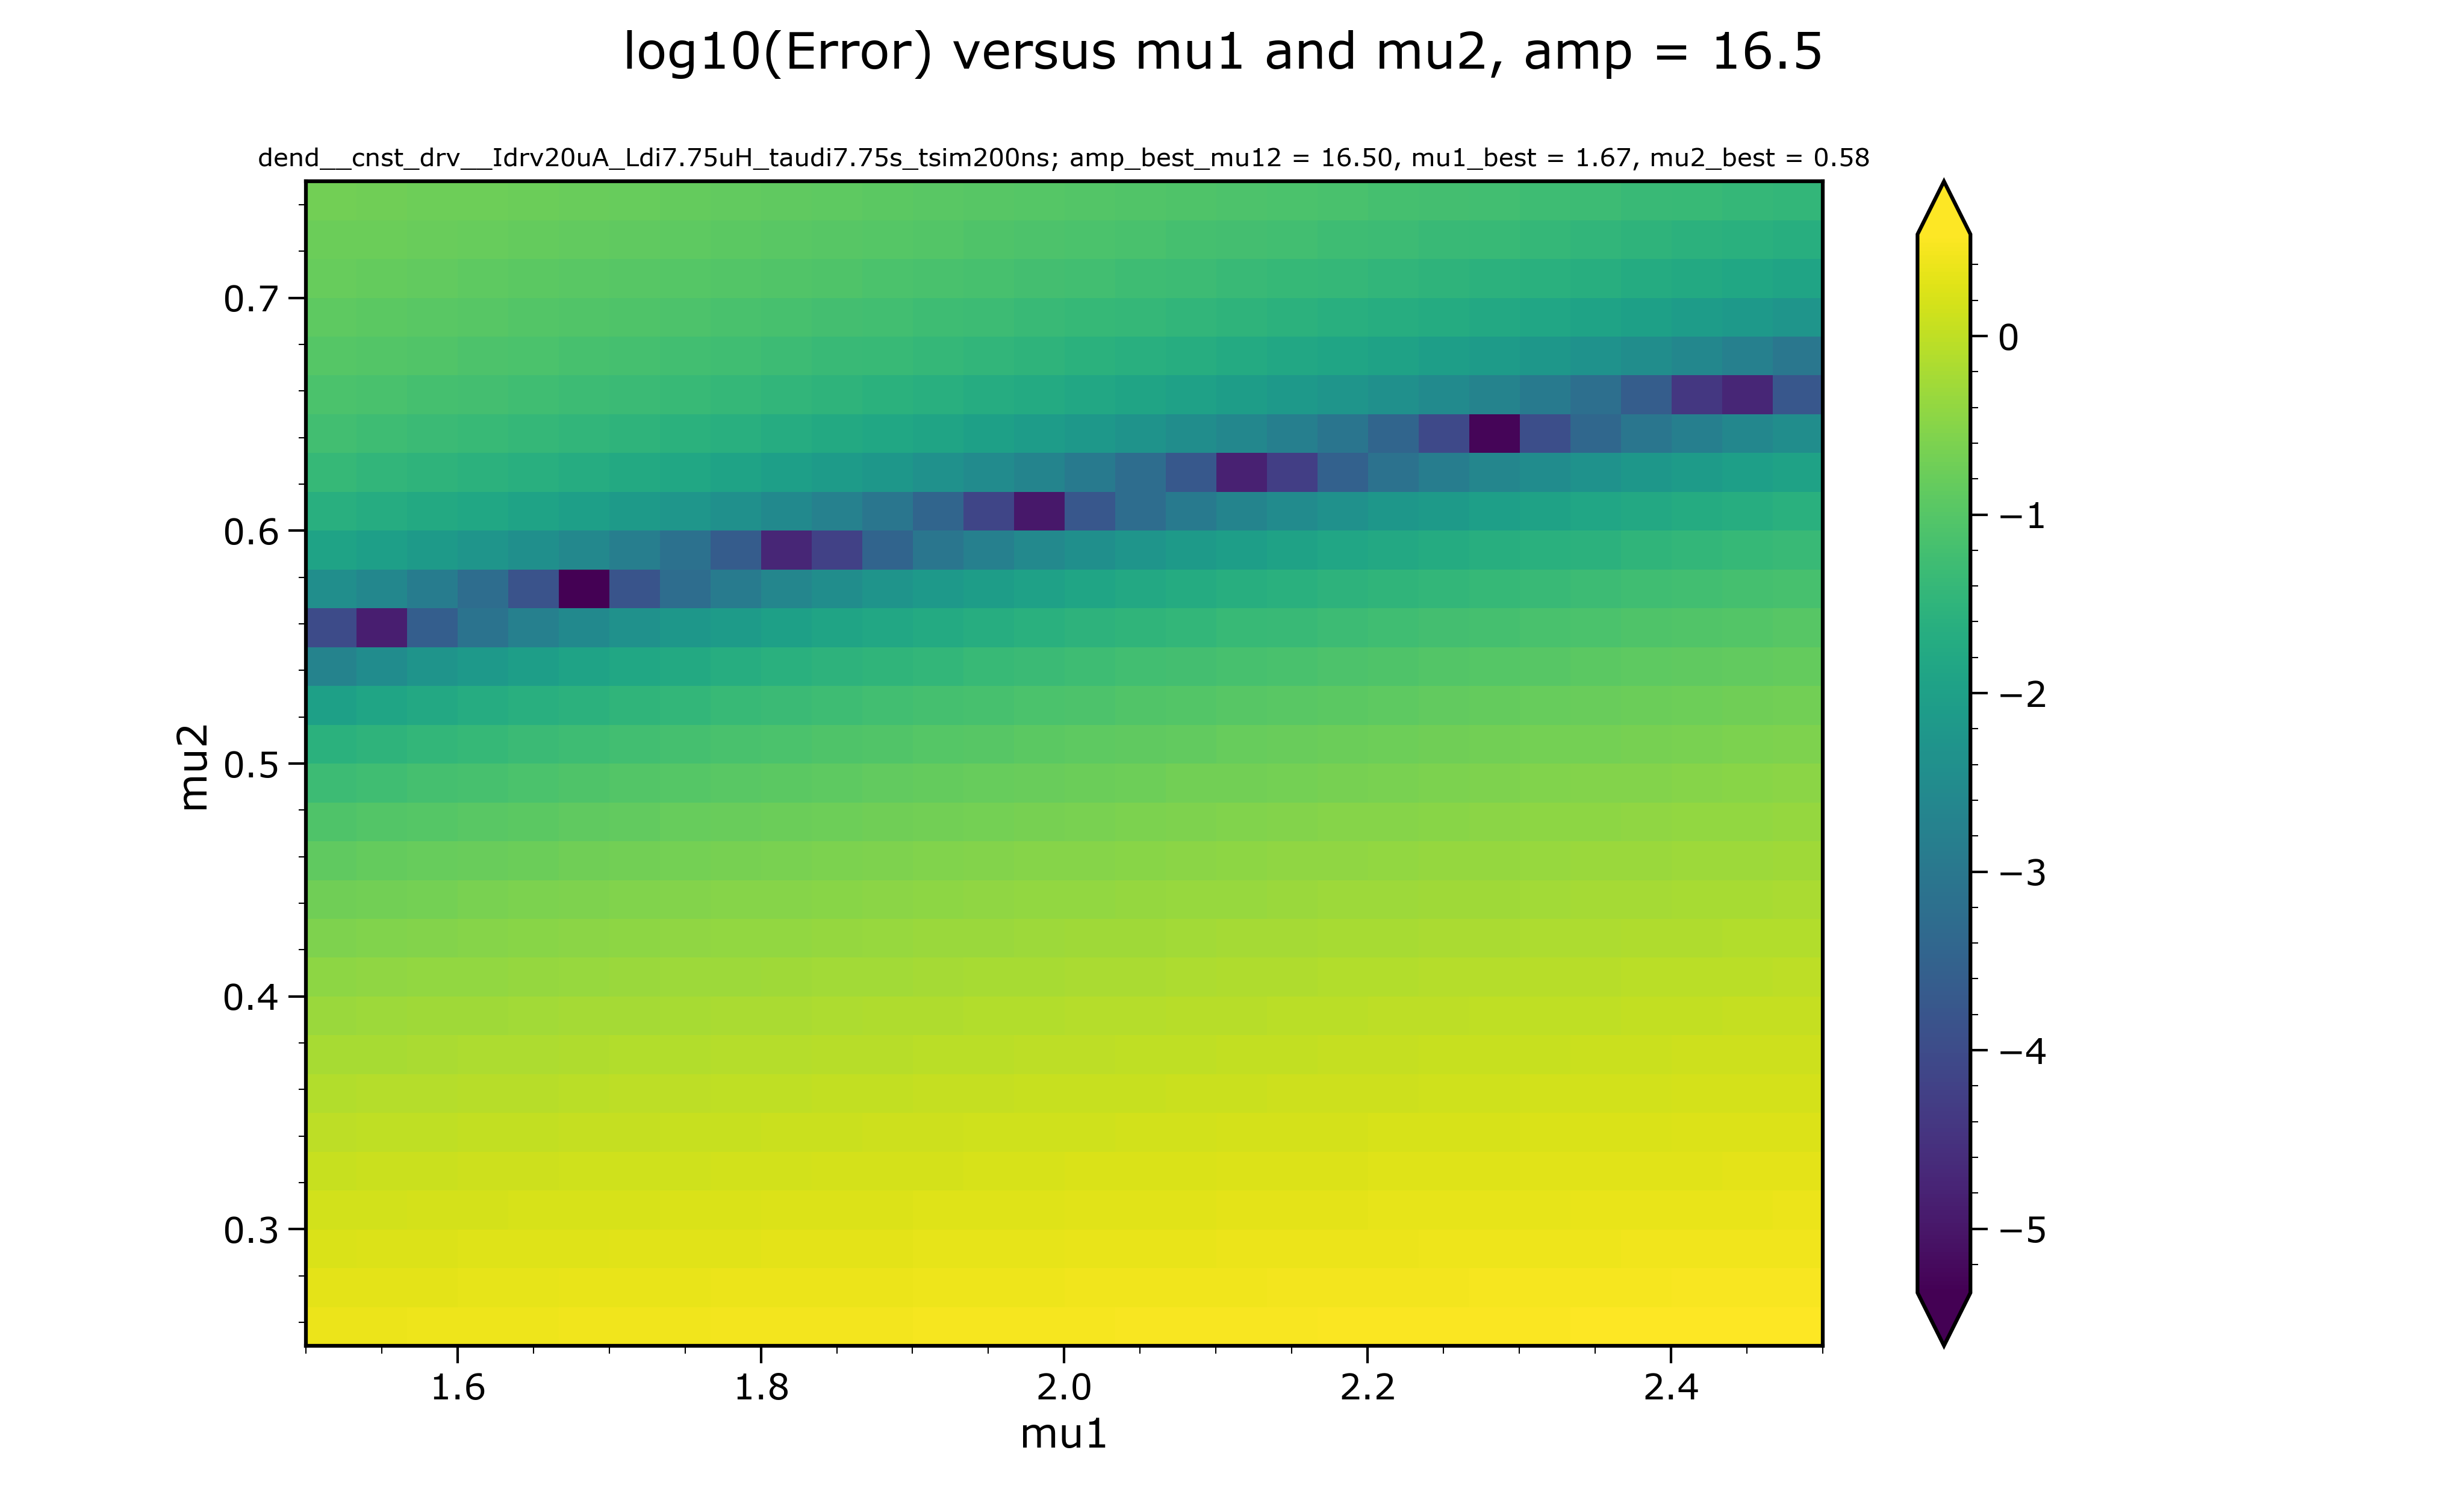 log10(Error) versus mu1 and mu2, amp = 16.5
dend__cnst_drv__Idrv20uA_Ldi7.75uH_taudi7.75s_tsim200ns; amp_best_mu12 = 16.50, mu1_best = 1.67, mu2_best = 0.58
0.7
0.6
0.5
0.4
0.3
mu2
1.6 1.8 2.0 2.2 2.4
mu1
0
−1
−2
−3
−4
−5